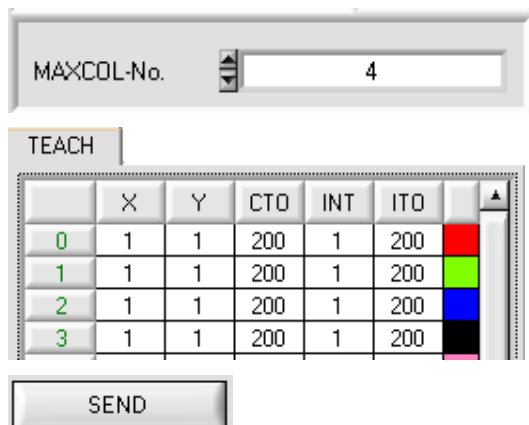 MAXCOL-No. 4
TEACH
X Y CTO INT ITO
0 1 1 200 1 200
1 1 1 200 1 200
2 1 1 200 1 200
3 1 1 200 1 200
SEND